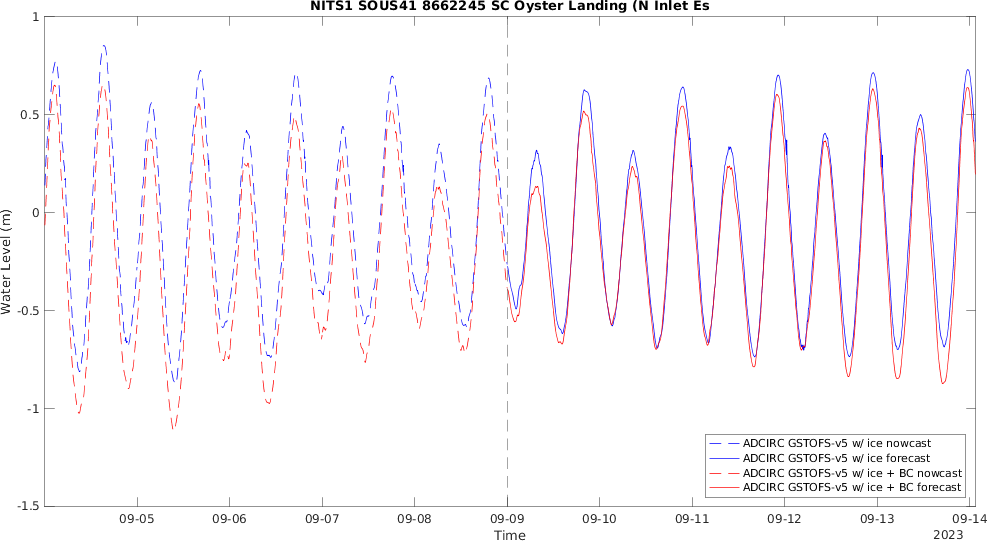 NITS1 SOUS41 8662245 SC Oyster Landing (N Inlet Es
1
0.5
0
-0.5
-1
-1.5
Water Level (m)
ADCIRC GSTOFS-v5 w/ ice nowcast
ADCIRC GSTOFS-v5 w/ ice forecast
ADCIRC GSTOFS-v5 w/ ice + BC nowcast
ADCIRC GSTOFS-v5 w/ ice + BC forecast
09-05 09-06 09-07 09-08 09-09 09-10 09-11 09-12 09-13 09-14
Time
2023